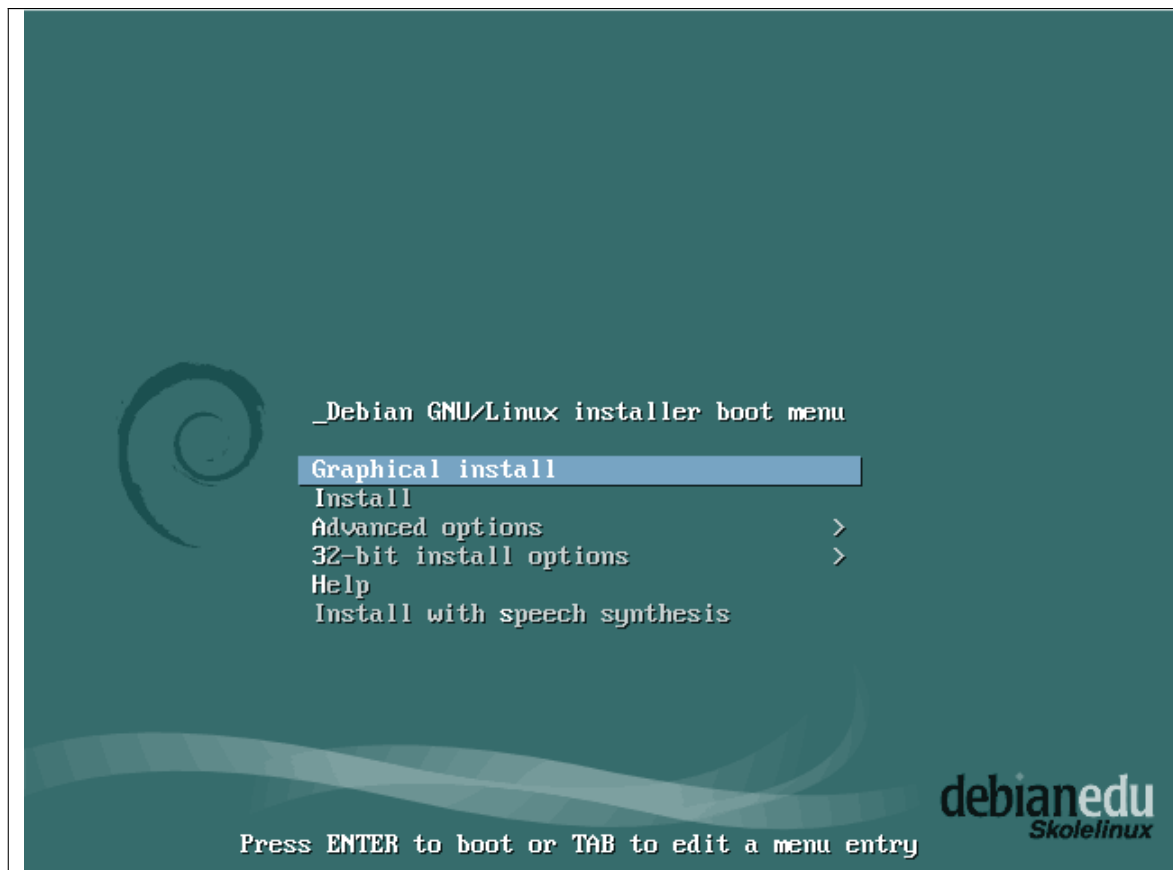 _Debian GNU/Linux installer boot menu
Graphical install
Install
Advanced options >
32-bit install options >
Help
Install with speech synthesis
debianedu
Skolelinux
Press ENTER to boot or TAB to edit a menu entry